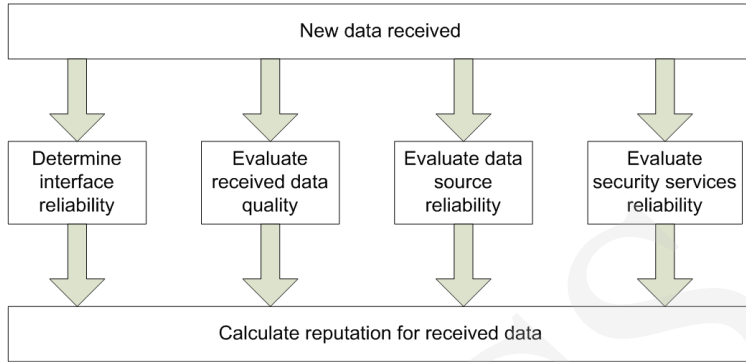 New data received
Determine
interface
reliability
Evaluate
received data
quality
Evaluate data
source
reliability
Evaluate
security services
reliability
Calculate reputation for received data